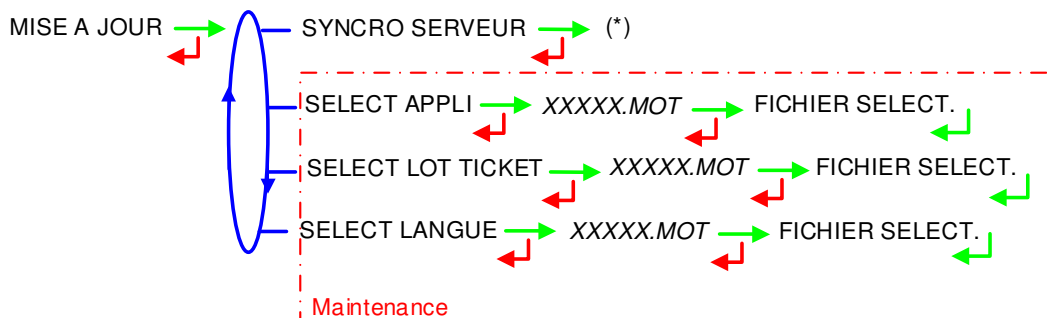 MISE A JOUR SYNCRO SERVEUR (*)
SELECT APPLI XXXXX.MOT FICHIER SELECT.
SELECT LOT TICKET XXXXX.MOT FICHIER SELECT.
SELECT LANGUE XXXXX.MOT FICHIER SELECT.
Maintenance